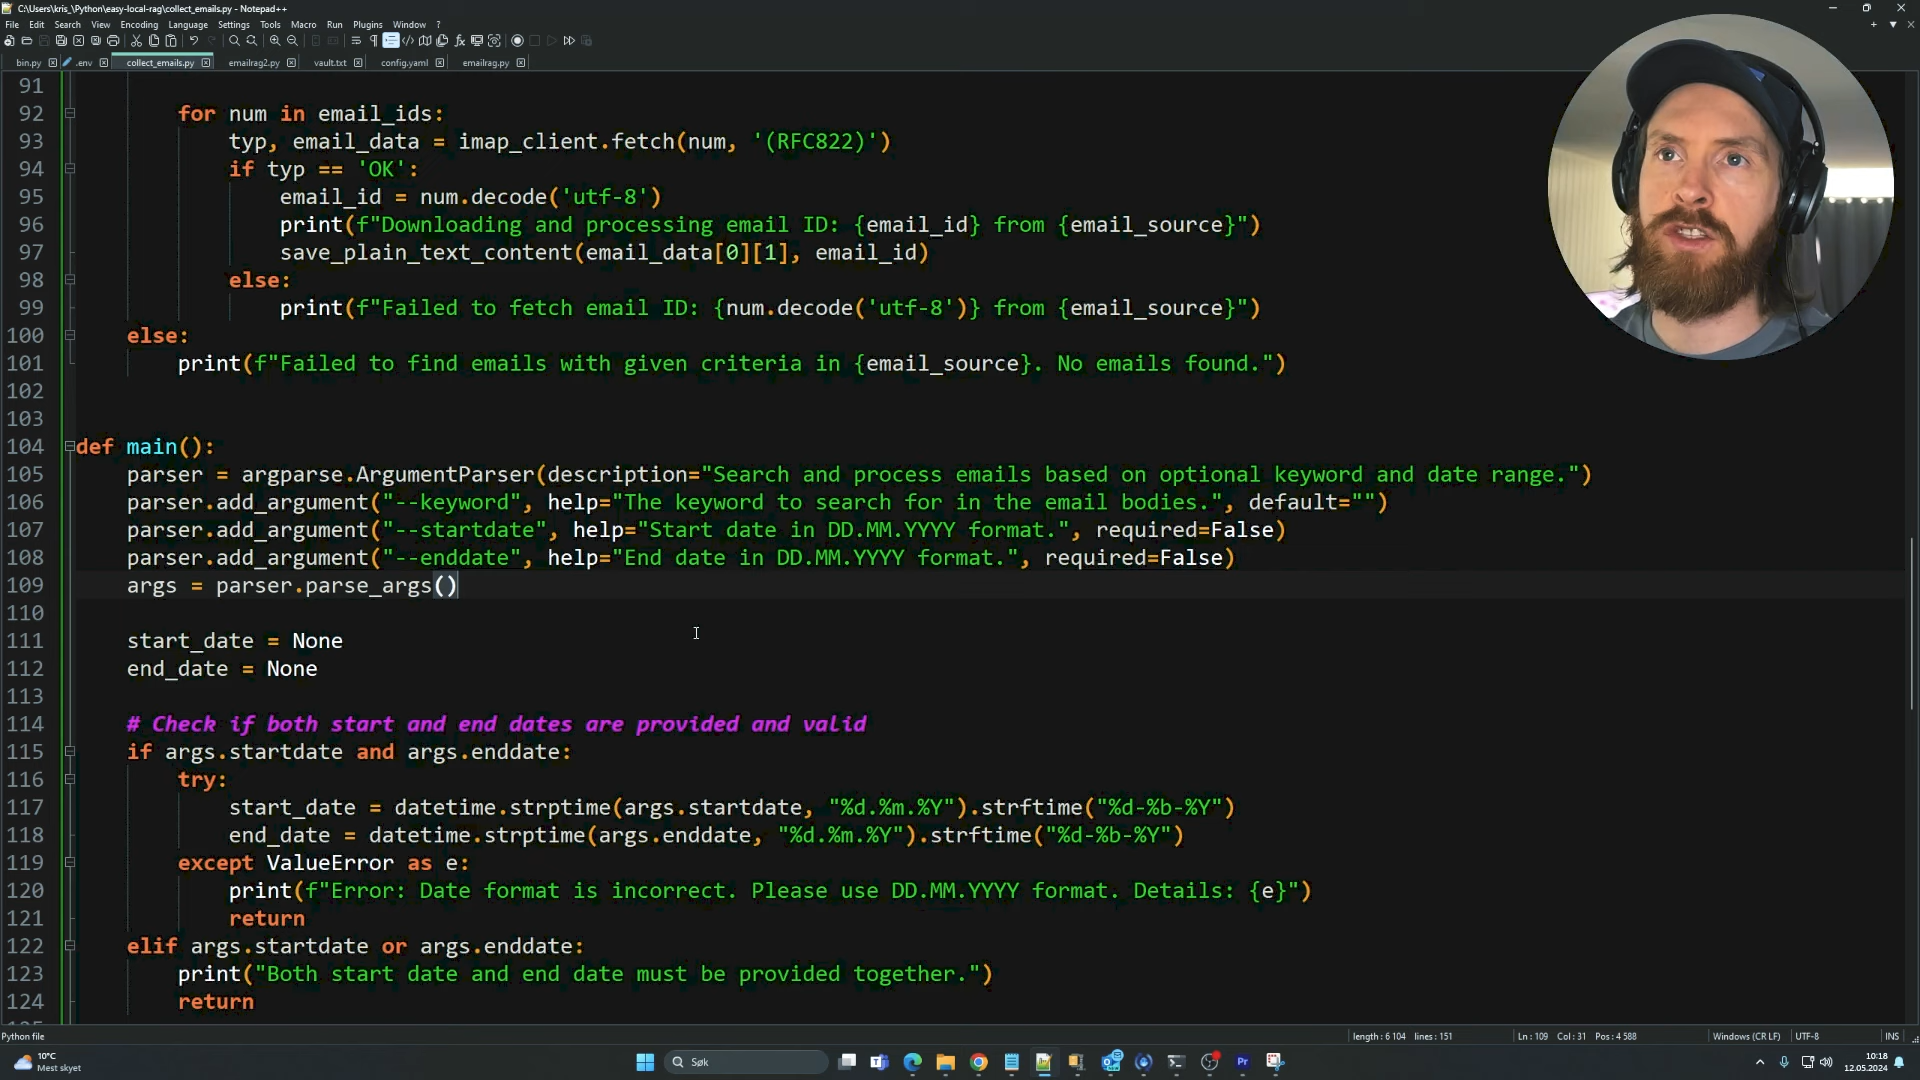 C:\Users\kris_\Python\easy-local-rag\collect_emails.py - Notepad++
File Edit Search View Encoding Language Settings Tools Macro Run Plugins Window ?
bin.py .env collect_emails.py emailrag2.py vault.txt config.yaml emailrag.py
91
92 for num in email_ids:
93 typ, email_data = imap_client.fetch(num, '(RFC822)')
94 if typ == 'OK':
95 email_id = num.decode('utf-8')
96 print(f"Downloading and processing email ID: {email_id} from {email_source}")
97 save_plain_text_content(email_data[0][1], email_id)
98 else:
99 print(f"Failed to fetch email ID: {num.decode('utf-8')} from {email_source}")
100 else:
101 print(f"Failed to find emails with given criteria in {email_source}. No emails found.")
102
103
104 def main():
105 parser = argparse.ArgumentParser(description="Search and process emails based on optional keyword and date range.")
106 parser.add_argument("--keyword", help="The keyword to search for in the email bodies.", default="")
107 parser.add_argument("--startdate", help="Start date in DD.MM.YYYY format.", required=False)
108 parser.add_argument("--enddate", help="End date in DD.MM.YYYY format.", required=False)
109 args = parser.parse_args()
110
111 start_date = None
112 end_date = None
113
114 # Check if both start and end dates are provided and valid
115 if args.startdate and args.enddate:
116 try:
117 start_date = datetime.strptime(args.startdate, "%d.%m.%Y").strftime("%d-%b-%Y")
118 end_date = datetime.strptime(args.enddate, "%d.%m.%Y").strftime("%d-%b-%Y")
119 except ValueError as e:
120 print(f"Error: Date format is incorrect. Please use DD.MM.YYYY format. Details: {e}")
121 return
122 elif args.startdate or args.enddate:
123 print("Both start date and end date must be provided together.")
124 return
Python file length : 6 104 lines : 151 Ln : 109 Col : 31 Pos : 4 588 Windows (CR LF) UTF-8 INS
10°C
Mest skyet
Søk
10:18
12.05.2024